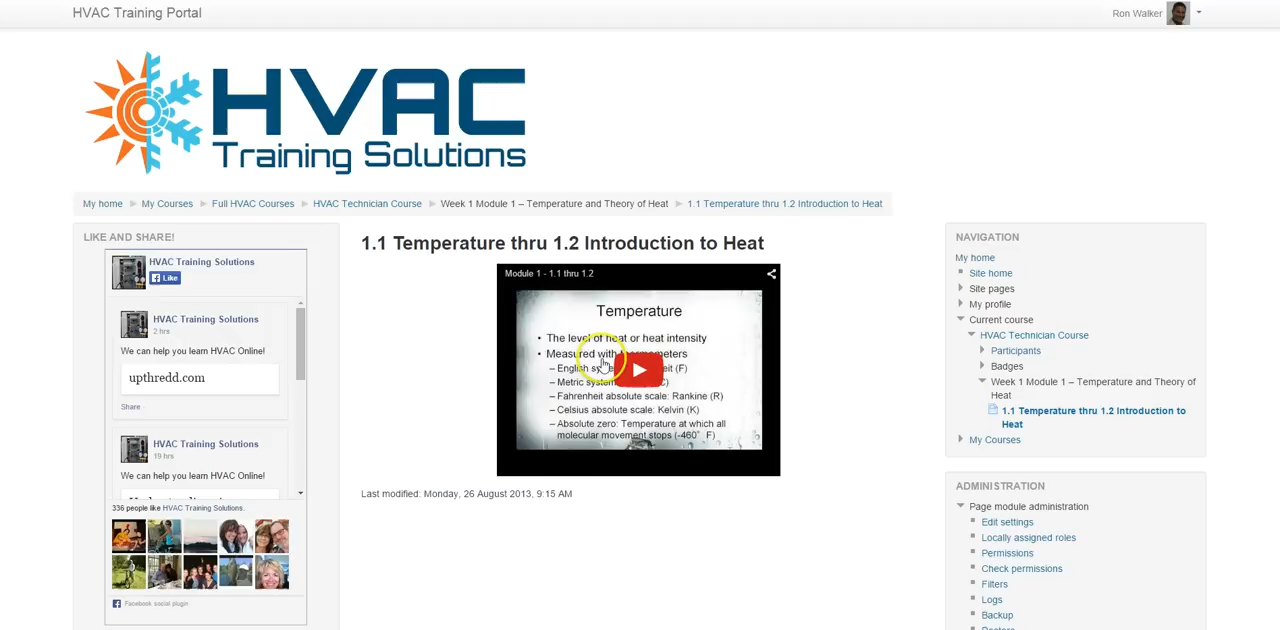 HVAC Training Portal
Ron Walker
HVAC
Training Solutions
My home My Courses Full HVAC Courses HVAC Technician Course Week 1 Module 1 – Temperature and Theory of Heat 1.1 Temperature thru 1.2 Introduction to Heat
LIKE AND SHARE!
HVAC Training Solutions
Like
HVAC Training Solutions
2 hrs
We can help you learn HVAC Online!
upthredd.com
Share
HVAC Training Solutions
19 hrs
We can help you learn HVAC Online!
336 people like HVAC Training Solutions.
Facebook social plugin
1.1 Temperature thru 1.2 Introduction to Heat
Module 1 - 1.1 thru 1.2
Temperature
• The level of heat or heat intensity
• Measured with thermometers
– English (F)
– Metric
– Fahrenheit absolute scale: Rankine (R)
– Celsius absolute scale: Kelvin (K)
– Absolute zero: Temperature at which all
molecular movement stops (-460° F)
Last modified: Monday, 26 August 2013, 9:15 AM
NAVIGATION
My home
Site home
Site pages
My profile
Current course
HVAC Technician Course
Participants
Badges
Week 1 Module 1 – Temperature and Theory of
Heat
1.1 Temperature thru 1.2 Introduction to
Heat
My Courses
ADMINISTRATION
Page module administration
Edit settings
Locally assigned roles
Permissions
Check permissions
Filters
Logs
Backup